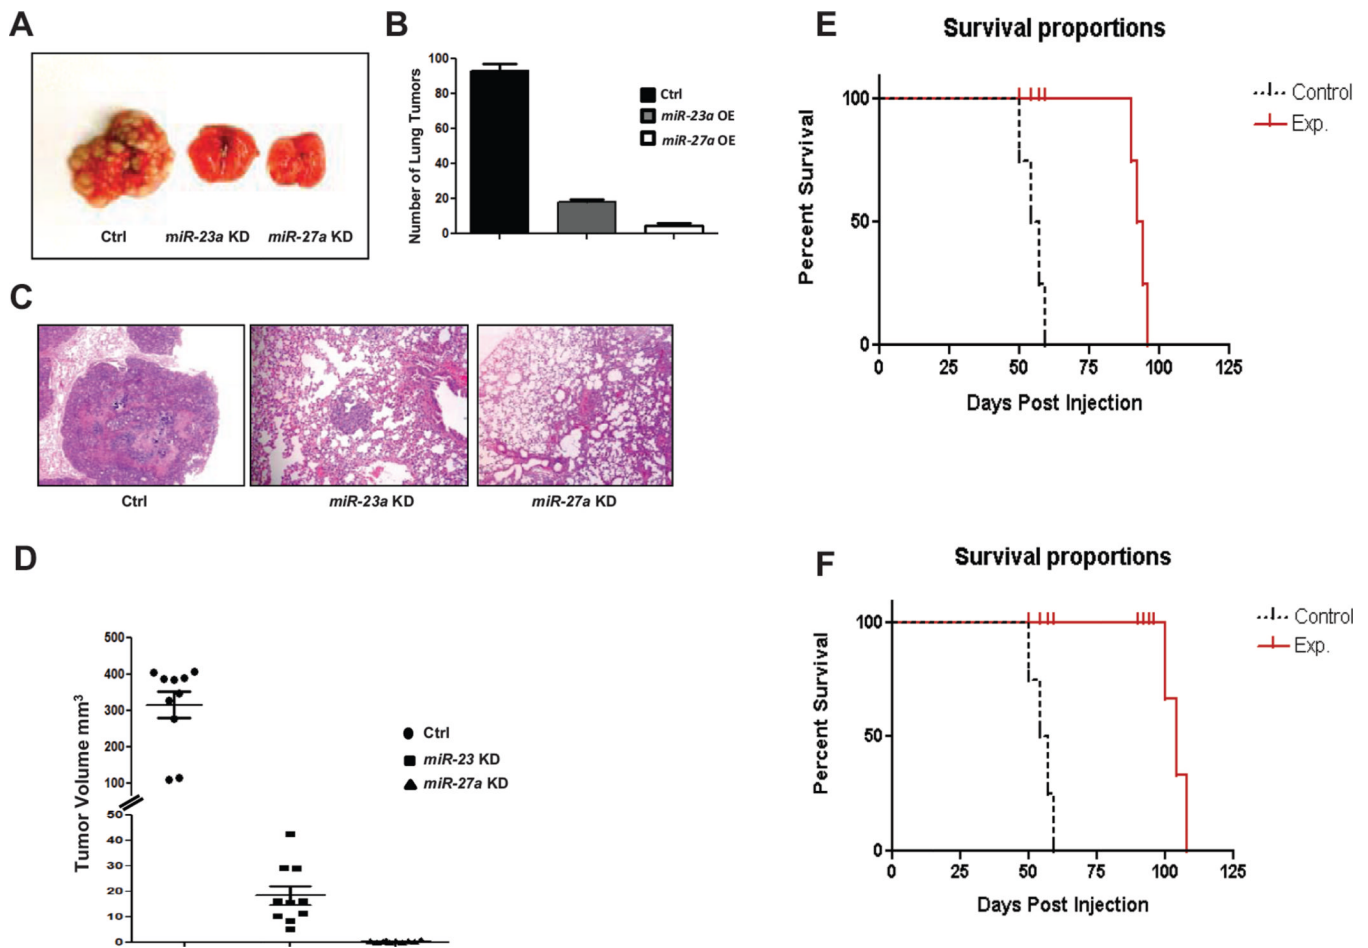 A
Ctrl
miR-23a KD
miR-27a KD
B
Number of Lung Tumors
100
80
60
40
20
0
Ctrl
miR-23a OE
miR-27a OE
C
Ctrl
miR-23a KD
miR-27a KD
D
Tumor Volume mm³
500
400
300
200
100
50
40
30
20
10
0
Ctrl
miR-23 KD
miR-27a KD
E
Survival proportions
Percent Survival
100
50
0
0 25 50 75 100 125
Days Post Injection
Control
Exp.
F
Survival proportions
Percent Survival
100
50
0
0 25 50 75 100 125
Days Post Injection
Control
Exp.